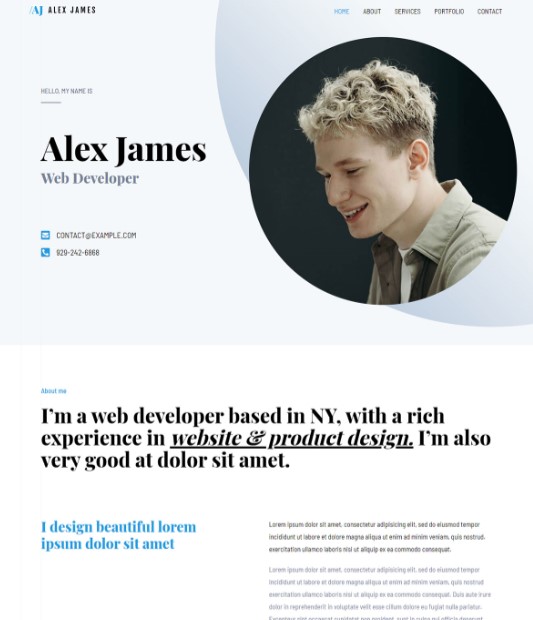 /AJ ALEX JAMES
HOME ABOUT SERVICES PORTFOLIO CONTACT
HELLO, MY NAME IS
Alex James
Web Developer
CONTACT@EXAMPLE.COM
929-242-6868
About me
I'm a web developer based in NY, with a rich
experience in website & product design. I'm also
very good at dolor sit amet.
I design beautiful lorem
ipsum dolor sit amet
Lorem ipsum dolor sit amet, consectetur adipisicing elit, sed do eiusmod tempor
incididunt ut labore et dolore magna aliqua ut enim ad minim veniam, quis nostrud.
exercitation ullamco laboris nisi ut aliquip ex ea commodo consequat.
Lorem ipsum dolor sit amet, consectetur adipisicing elit, sed do eiusmod tempor
incididunt ut labore et dolore magna aliqua ut enim ad minim veniam, quis nostrud
exercitation ullamco laboris nisi ut aliquip ex ea commodo consequat. Duis aute irure
dolor in reprehenderit in voluptate velit esse cillum dolore eu fugiat nulla pariatur.